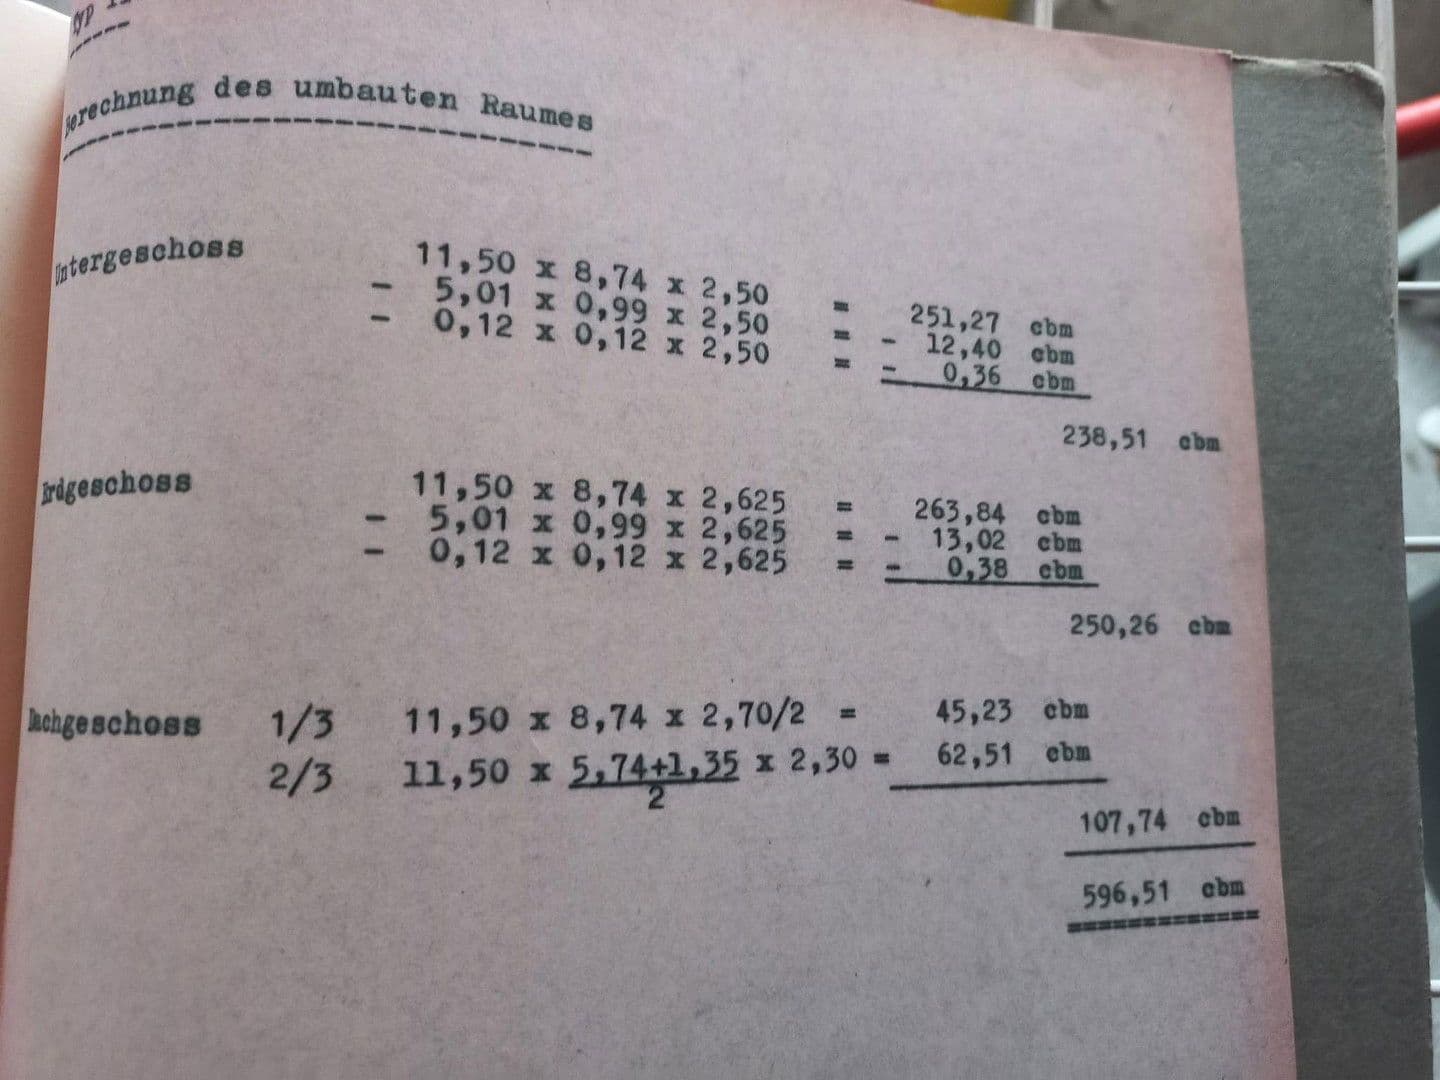 typ
Berechnung des umbauten Raumes
Untergeschoss 11,50 x 8,74 x 2,50 = 251,27 cbm
- 5,01 x 0,99 x 2,50 = - 12,40 cbm
- 0,12 x 0,12 x 2,50 = - 0,36 cbm
238,51 cbm
Erdgeschoss 11,50 x 8,74 x 2,625 = 263,84 cbm
- 5,01 x 0,99 x 2,625 = - 13,02 cbm
- 0,12 x 0,12 x 2,625 = - 0,38 cbm
250,26 cbm
Dachgeschoss 1/3 11,50 x 8,74 x 2,70/2 = 45,23 cbm
2/3 11,50 x 5,74+1,35 x 2,30 = 62,51 cbm
2
107,74 cbm
596,51 cbm
=============